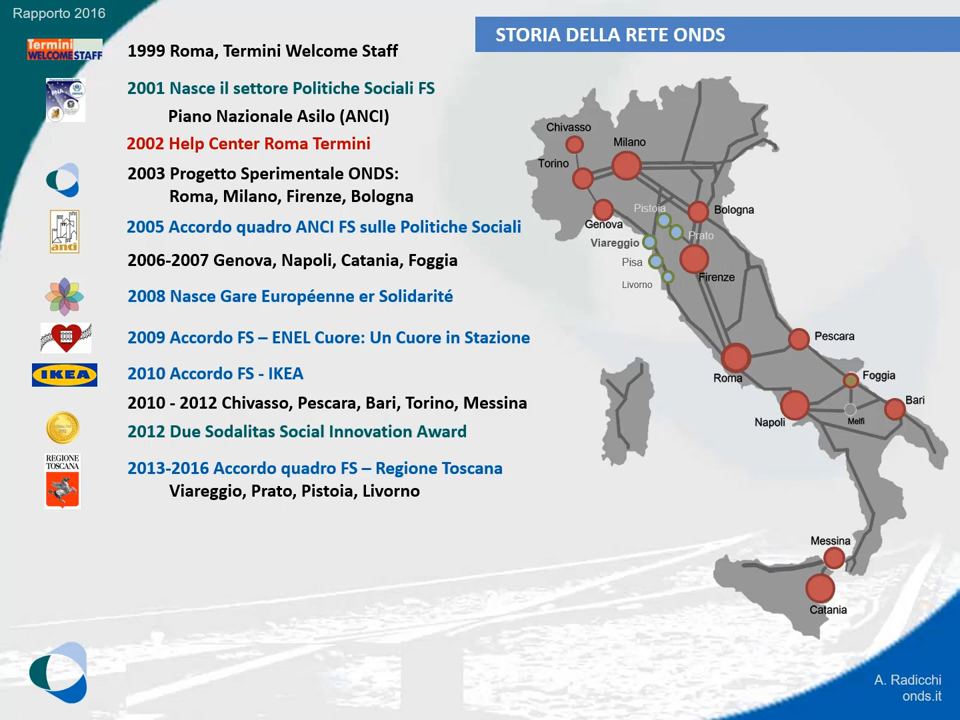 Rapporto 2016
STORIA DELLA RETE ONDS
Termini
WELCOME STAFF
1999 Roma, Termini Welcome Staff
2001 Nasce il settore Politiche Sociali FS
Piano Nazionale Asilo (ANCI)
2002 Help Center Roma Termini
2003 Progetto Sperimentale ONDS:
Roma, Milano, Firenze, Bologna
anci
2005 Accordo quadro ANCI FS sulle Politiche Sociali
2006-2007 Genova, Napoli, Catania, Foggia
2008 Nasce Gare Européenne er Solidarité
2009 Accordo FS – ENEL Cuore: Un Cuore in Stazione
IKEA
2010 Accordo FS - IKEA
2010 - 2012 Chivasso, Pescara, Bari, Torino, Messina
2012 Due Sodalitas Social Innovation Award
REGIONE
TOSCANA
2013-2016 Accordo quadro FS – Regione Toscana
Viareggio, Prato, Pistoia, Livorno
Chivasso
Milano
Torino
Pistoia
Bologna
Genova
Prato
Viareggio
Pisa
Firenze
Livorno
Pescara
Roma
Foggia
Bari
Napoli
Melfi
Messina
Catania
A. Radicchi
onds.it